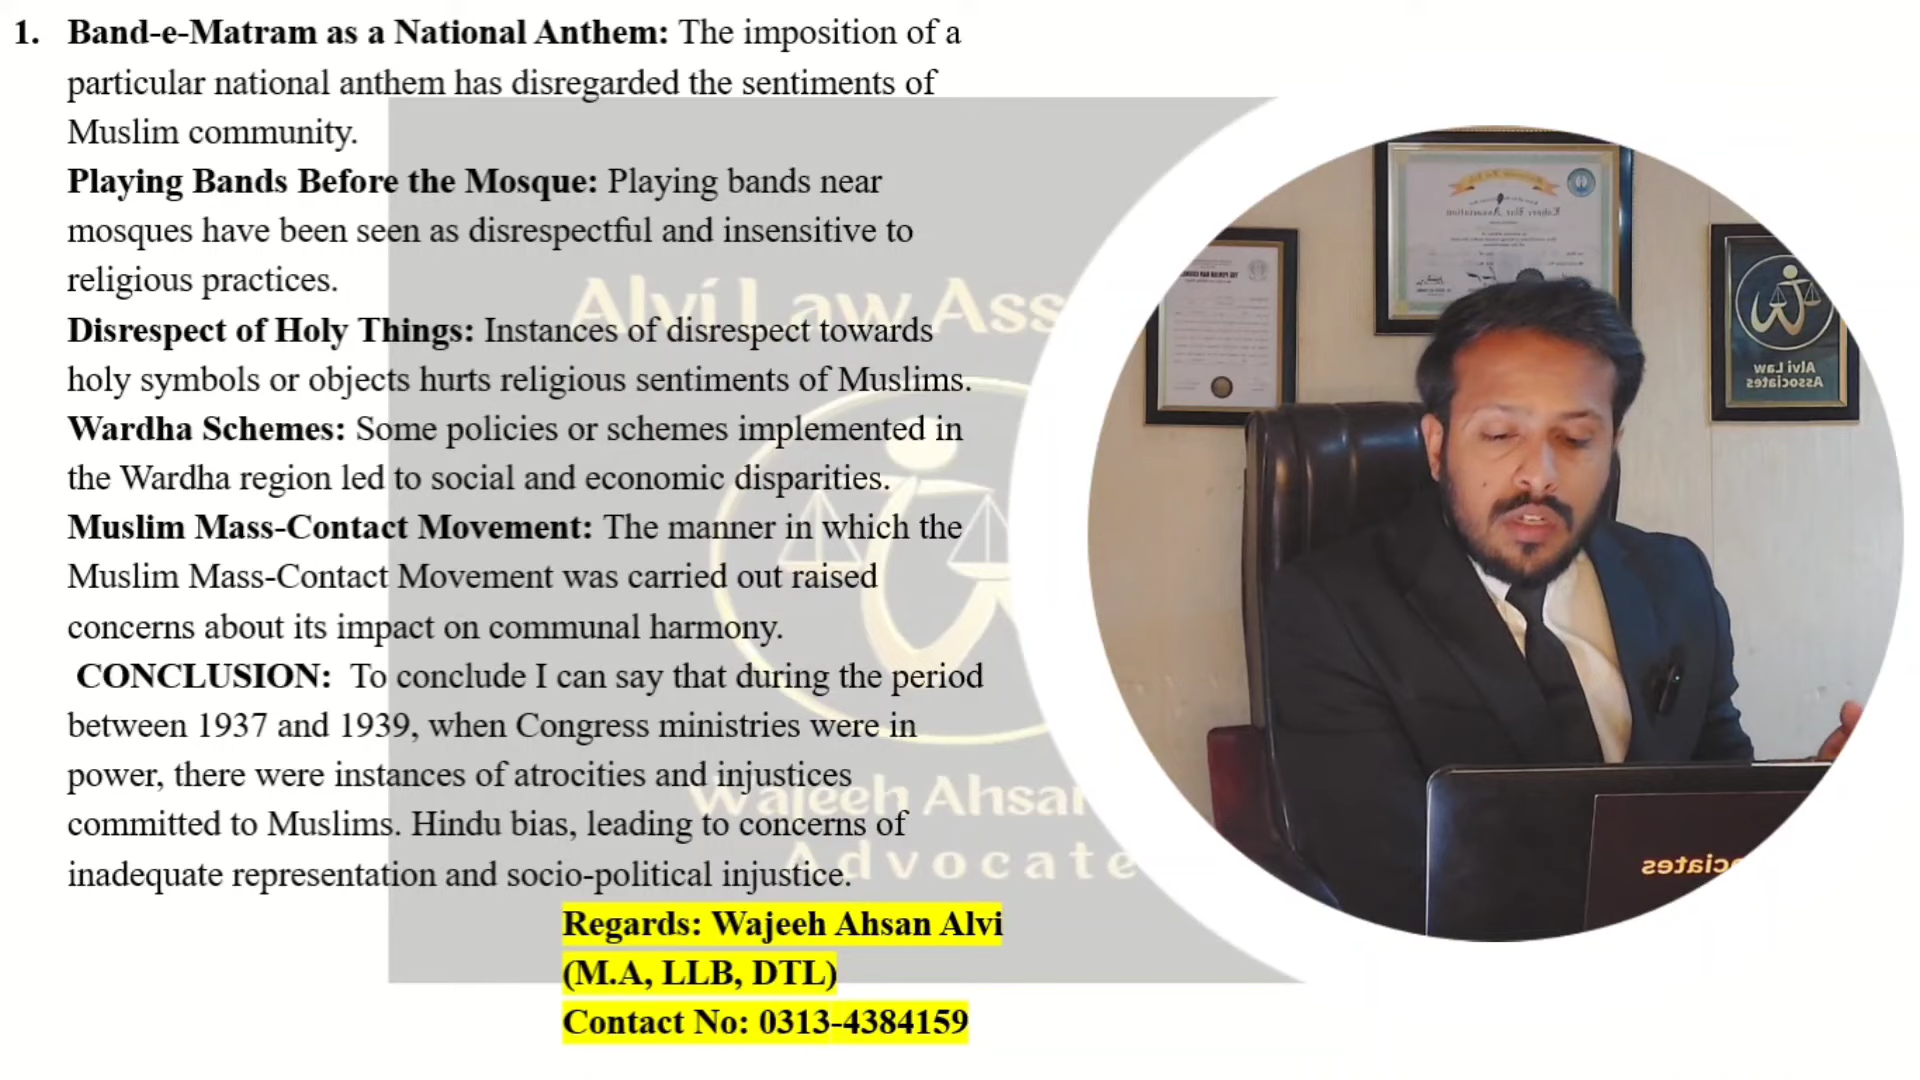 1. Band-e-Matram as a National Anthem: The imposition of a
particular national anthem has disregarded the sentiments of
Muslim community.
Playing Bands Before the Mosque: Playing bands near
mosques have been seen as disrespectful and insensitive to
religious practices.
Disrespect of Holy Things: Instances of disrespect towards
holy symbols or objects hurts religious sentiments of Muslims.
Wardha Schemes: Some policies or schemes implemented in
the Wardha region led to social and economic disparities.
Muslim Mass-Contact Movement: The manner in which the
Muslim Mass-Contact Movement was carried out raised
concerns about its impact on communal harmony.
CONCLUSION: To conclude I can say that during the period
between 1937 and 1939, when Congress ministries were in
power, there were instances of atrocities and injustices
committed to Muslims. Hindu bias, leading to concerns of
inadequate representation and socio-political injustice.
Regards: Wajeeh Ahsan Alvi
(M.A, LLB, DTL)
Contact No: 0313-4384159
Alvi Law Ass
Wajeeh Ahsa
Advocate
Lahore Bar Association
Alvi Law
Associates
ciates